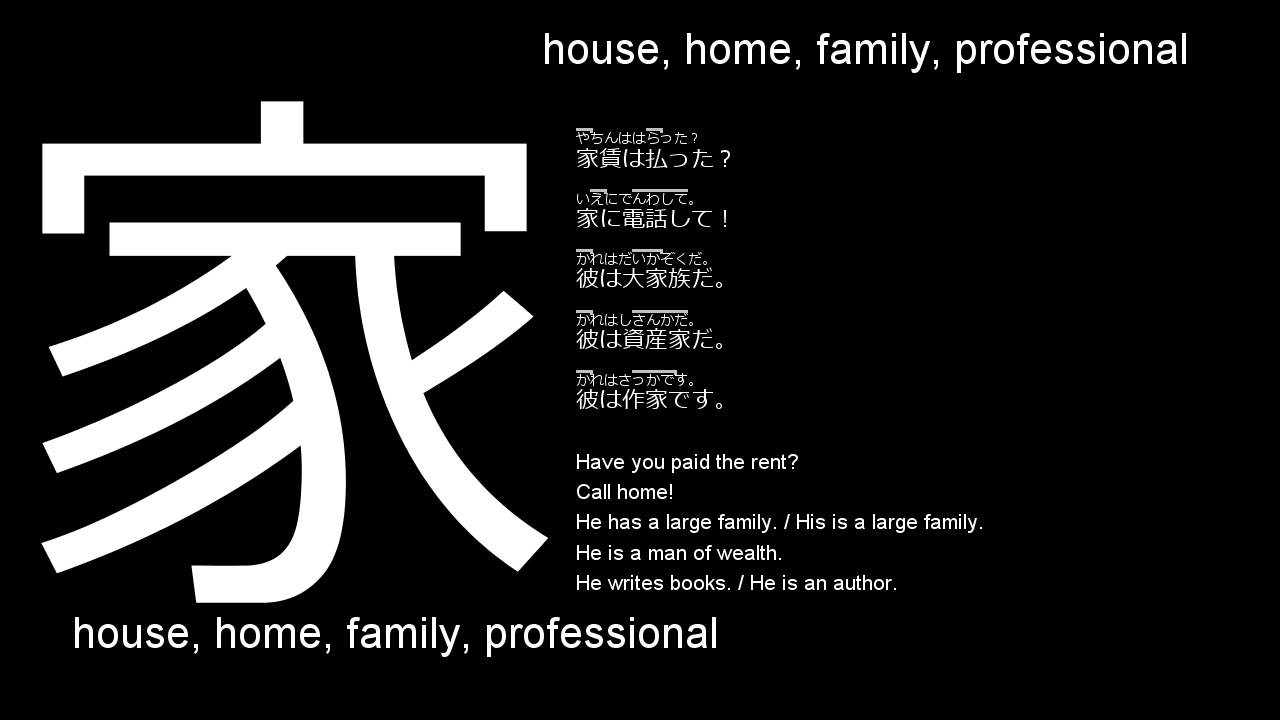 house, home, family, professional
家
やちんははらった？
家賃は払った？
いえにでんわして。
家に電話して！
かれはだいかぞくだ。
彼は大家族だ。
かれはしさんかだ。
彼は資産家だ。
かれはさっかです。
彼は作家です。
Have you paid the rent?
Call home!
He has a large family. / His is a large family.
He is a man of wealth.
He writes books. / He is an author.
house, home, family, professional